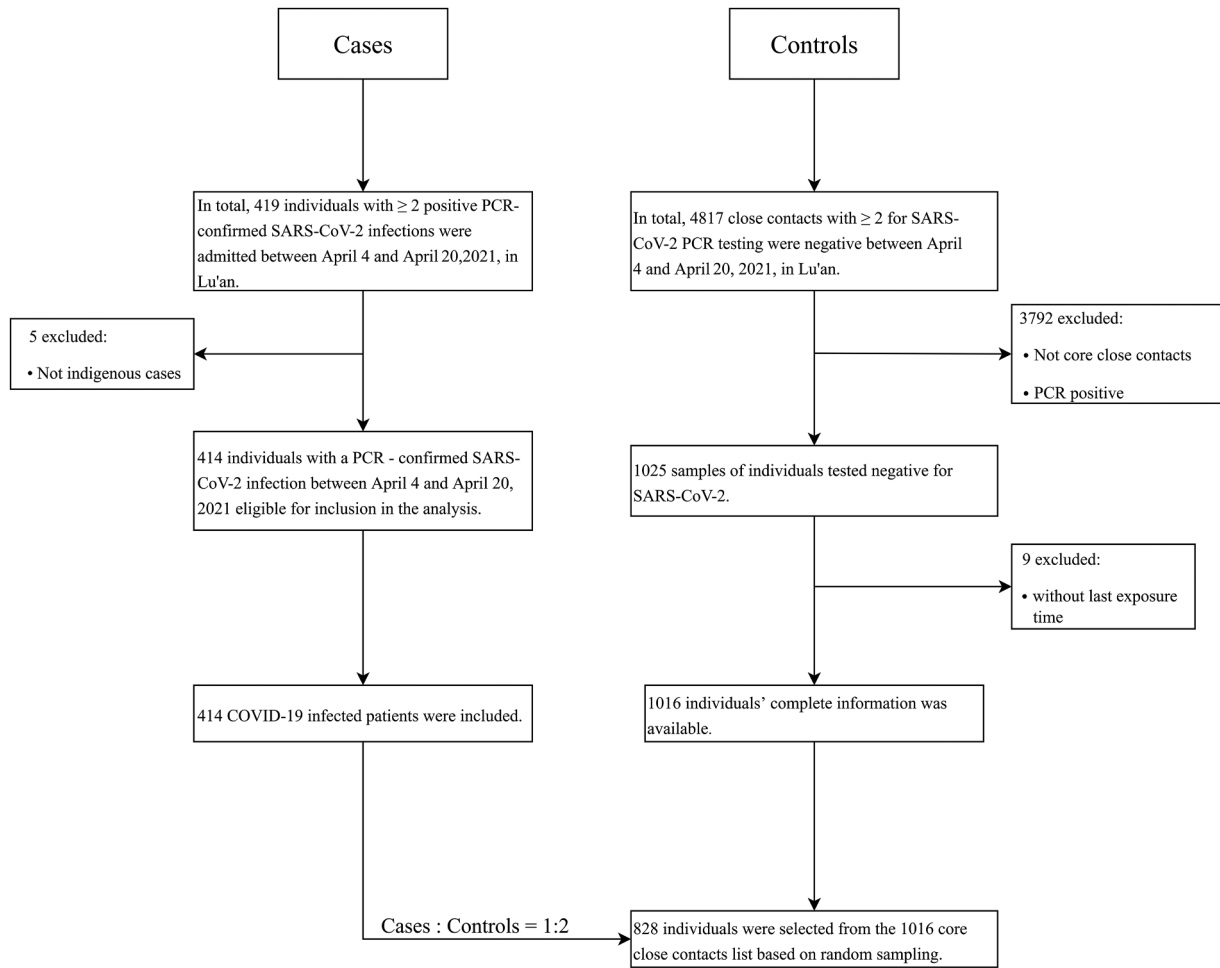 Cases
Controls
In total, 419 individuals with ≥ 2 positive PCR-
confirmed SARS-CoV-2 infections were
admitted between April 4 and April 20,2021, in
Lu'an.
In total, 4817 close contacts with ≥ 2 for SARS-
CoV-2 PCR testing were negative between April
4 and April 20, 2021, in Lu'an.
5 excluded:
• Not indigenous cases
3792 excluded:
• Not core close contacts
• PCR positive
414 individuals with a PCR - confirmed SARS-
CoV-2 infection between April 4 and April 20,
2021 eligible for inclusion in the analysis.
1025 samples of individuals tested negative for
SARS-CoV-2.
9 excluded:
• without last exposure
time
414 COVID-19 infected patients were included.
1016 individuals’ complete information was
available.
Cases : Controls = 1:2
828 individuals were selected from the 1016 core
close contacts list based on random sampling.